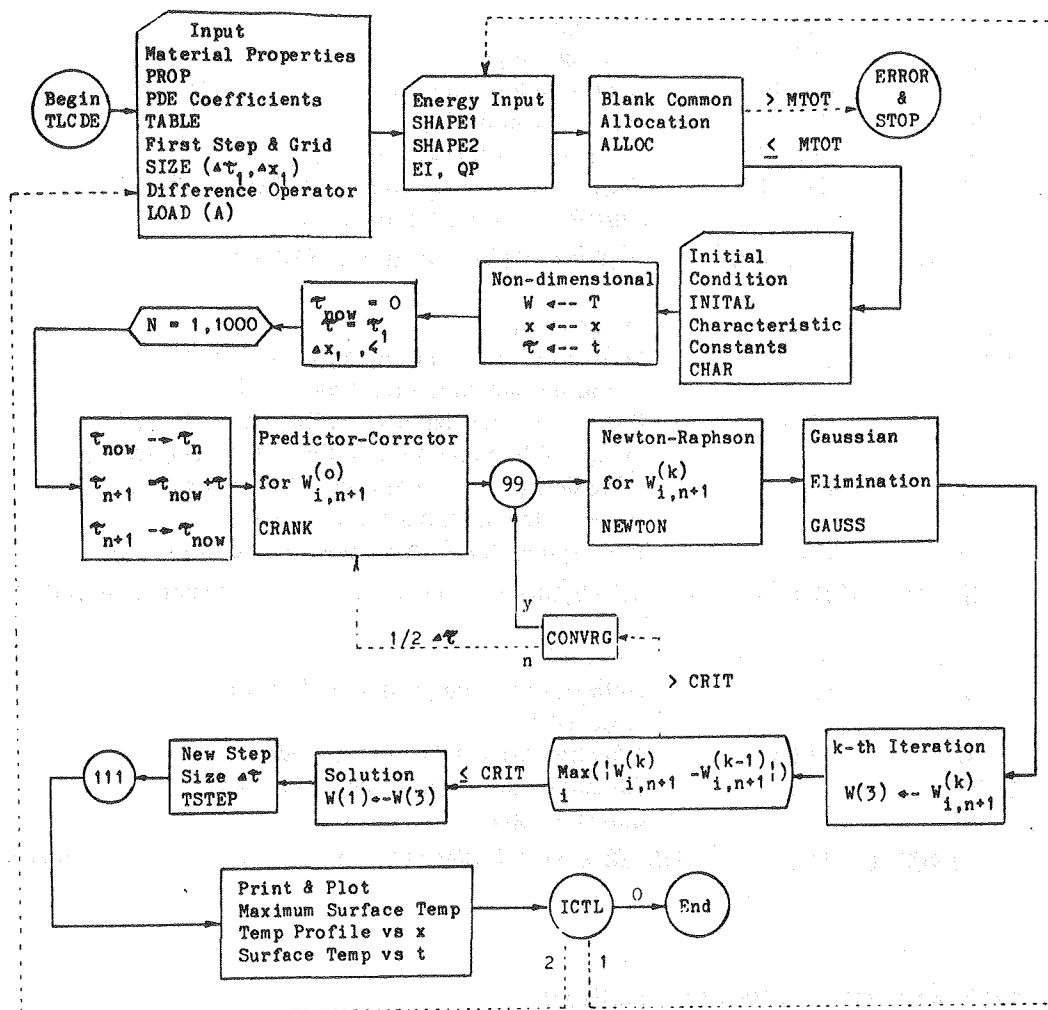 Begin
TLCDE
Input
Material Properties
PROP
PDE Coefficients
TABLE
First Step & Grid
SIZE (Δτ₁,Δx₁)
Difference Operator
LOAD (A)
Energy Input
SHAPE1
SHAPE2
EI, QP
Blank Common
Allocation
ALLOC
> MTOT
≤ MTOT
ERROR
&
STOP
Initial
Condition
INITAL
Characteristic
Constants
CHAR
Non-dimensional
W <-- T
x <-- x
τ <-- t
τnow = 0
τ = τ₁
Δx₁
N = 1,1000
τnow --> τn
τn+1 =τnow+τ
τn+1 --> τnow
Predictor-Corrctor
for W(o)i,n+1
CRANK
99
Newton-Raphson
for W(k)i,n+1
NEWTON
Gaussian
Elimination
GAUSS
y
1/2 Δτ
n
CONVRG
> CRIT
111
New Step
Size Δτ
TSTEP
Solution
W(1)<--W(3)
≤ CRIT
Max(|W(k)i,n+1 -W(k-1)i,n+1|)
i
k-th Iteration
W(3) <-- W(k)i,n+1
Print & Plot
Maximum Surface Temp
Temp Profile vs x
Surface Temp vs t
ICTL
0
End
2
1